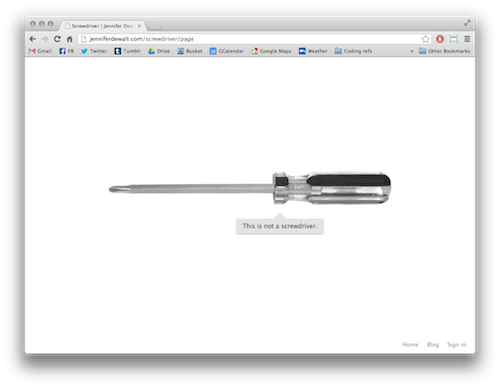 Screwdriver | Jennifer Dew
jenniferdewalt.com/screwdriver/page
Gmail FB Twitter Tumblr Drive Bucket GCalendar Google Maps Weather Coding refs » Other Bookmarks
This is not a screwdriver.
Home Blog Sign in